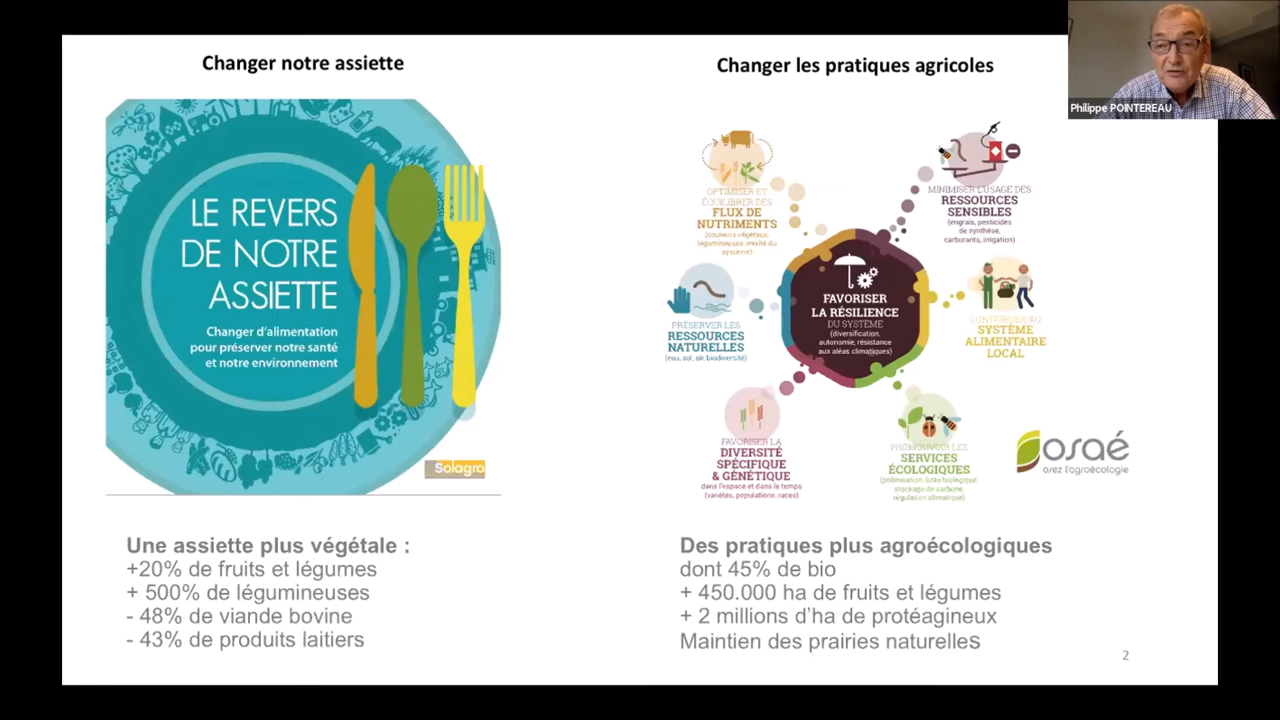 Changer notre assiette
LE REVERS
DE NOTRE
ASSIETTE
Changer d'alimentation
pour préserver notre santé
et notre environnement
Solagro
Une assiette plus végétale :
+20% de fruits et légumes
+ 500% de légumineuses
- 48% de viande bovine
- 43% de produits laitiers
Changer les pratiques agricoles
OPTIMISER ET
ÉQUILIBRER DES
FLUX DE
NUTRIMENTS
(couverts végétaux,
légumineuses, mixité du
système)
MINIMISER L'USAGE DES
RESSOURCES
SENSIBLES
(engrais, pesticides
de synthèse,
carburants, irrigation)
PRÉSERVER LES
RESSOURCES
NATURELLES
(eau, sol, air, biodiversité)
FAVORISER
LA RÉSILIENCE
DU SYSTÈME
(diversification,
autonomie, résistance
aux aléas climatiques)
CONTRIBUER AU
SYSTÈME
ALIMENTAIRE
LOCAL
FAVORISER LA
DIVERSITÉ
SPÉCIFIQUE
& GÉNÉTIQUE
dans l'espace et dans le temps
(variétés, populations, races)
PROMOUVOIR LES
SERVICES
ÉCOLOGIQUES
(pollinisation, lutte biologique,
stockage de carbone,
régulation climatique)
osaé
osez l'agroécologie
Des pratiques plus agroécologiques
dont 45% de bio
+ 450.000 ha de fruits et légumes
+ 2 millions d'ha de protéagineux
Maintien des prairies naturelles
2
Philippe POINTEREAU